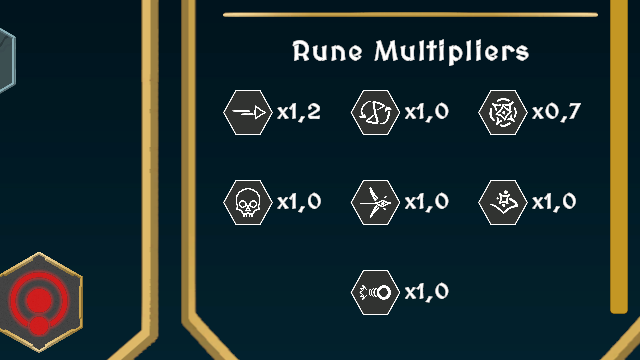 Rune Multipliers
x1,2 x1,0 x0,7
x1,0 x1,0 x1,0
x1,0